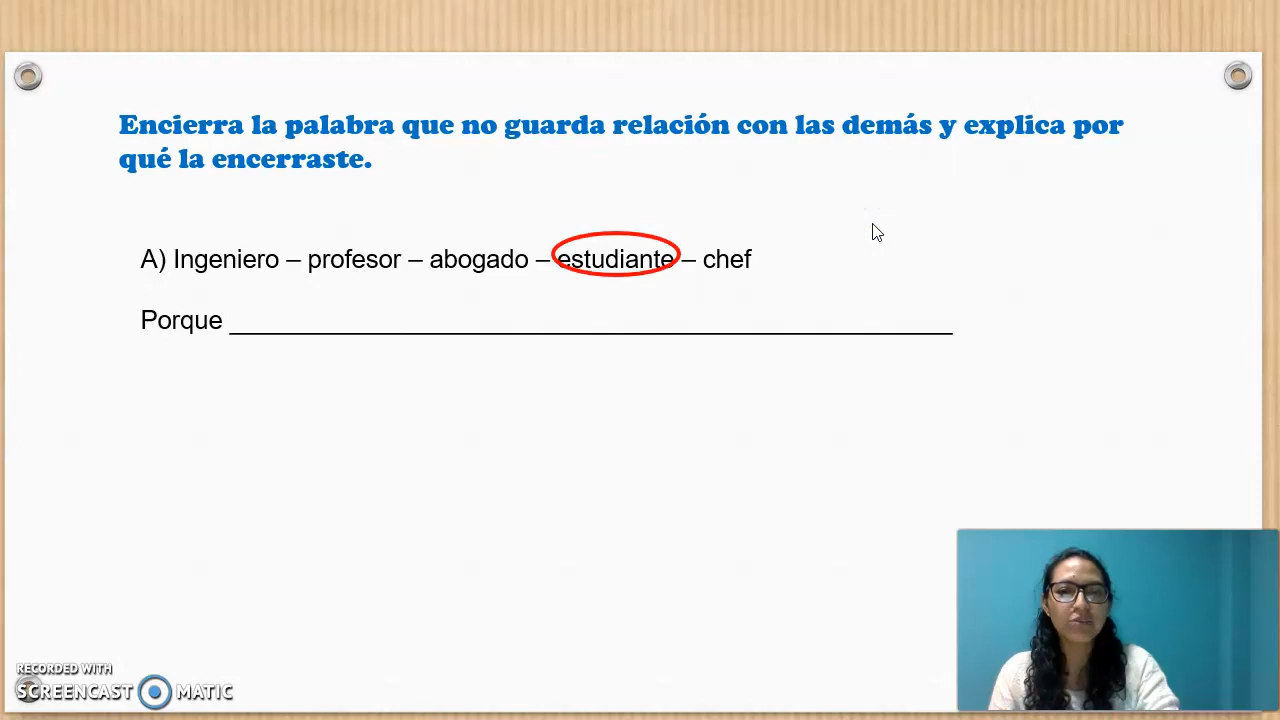 Encierra la palabra que no guarda relación con las demás y explica por
qué la encerraste.
A) Ingeniero – profesor – abogado – estudiante – chef
Porque ____________________________________________________
RECORDED WITH
SCREENCAST MATIC